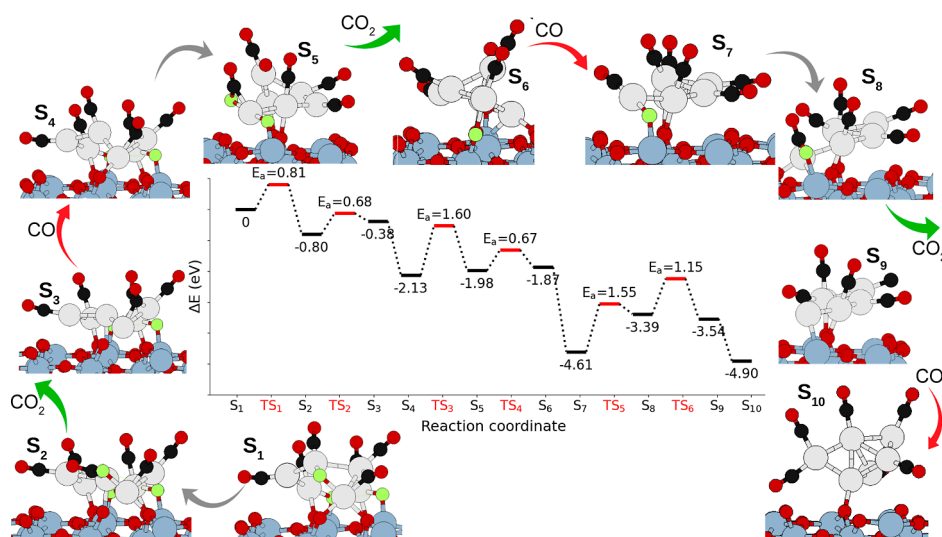 CO₂
CO
S₅
S₆
S₇
S₈
S₄
CO
S₃
CO₂
S₂
S₁
CO₂
S₉
CO
S₁₀
ΔE (eV)
Eₐ=0.81
Eₐ=0.68
Eₐ=1.60
Eₐ=0.67
Eₐ=1.55
Eₐ=1.15
0
-0.80
-0.38
-2.13
-1.98
-1.87
-4.61
-3.39
-3.54
-4.90
S₁ TS₁ S₂ TS₂ S₃ S₄ TS₃ S₅ TS₄ S₆ S₇ TS₅ S₈ TS₆ S₉ S₁₀
Reaction coordinate